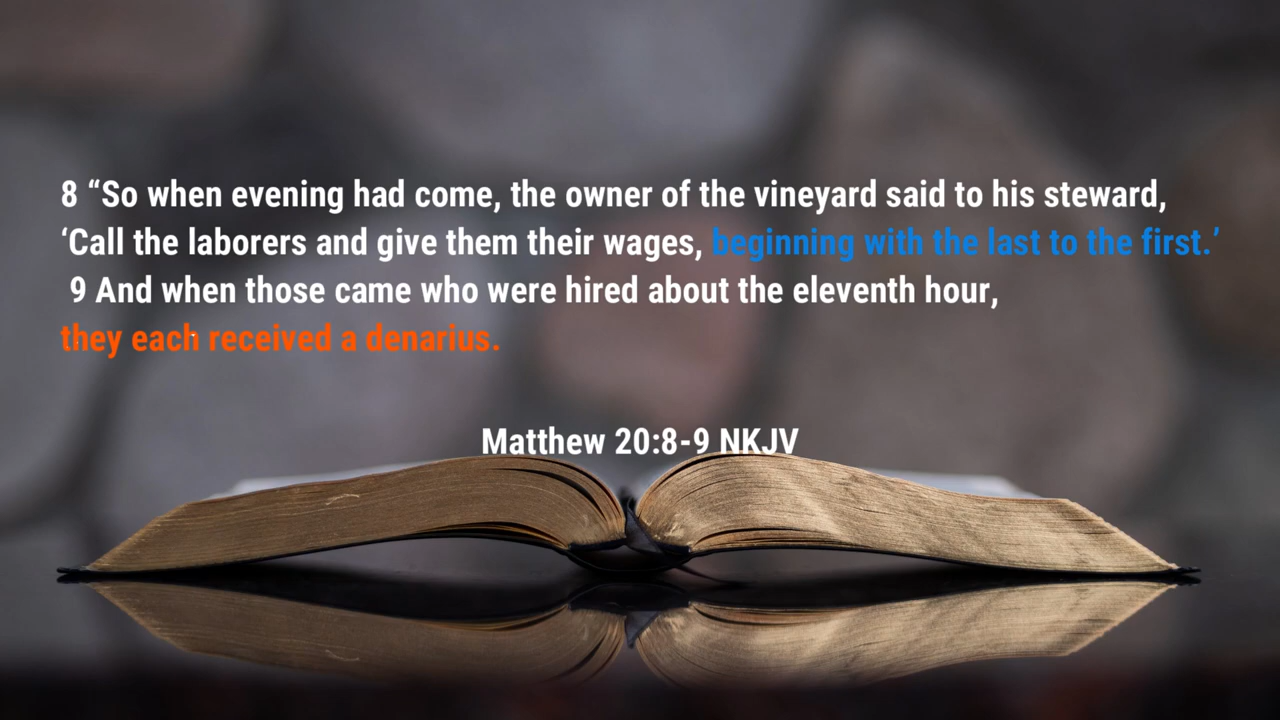 8 “So when evening had come, the owner of the vineyard said to his steward,
‘Call the laborers and give them their wages, beginning with the last to the first.’
9 And when those came who were hired about the eleventh hour,
they each received a denarius.
Matthew 20:8-9 NKJV